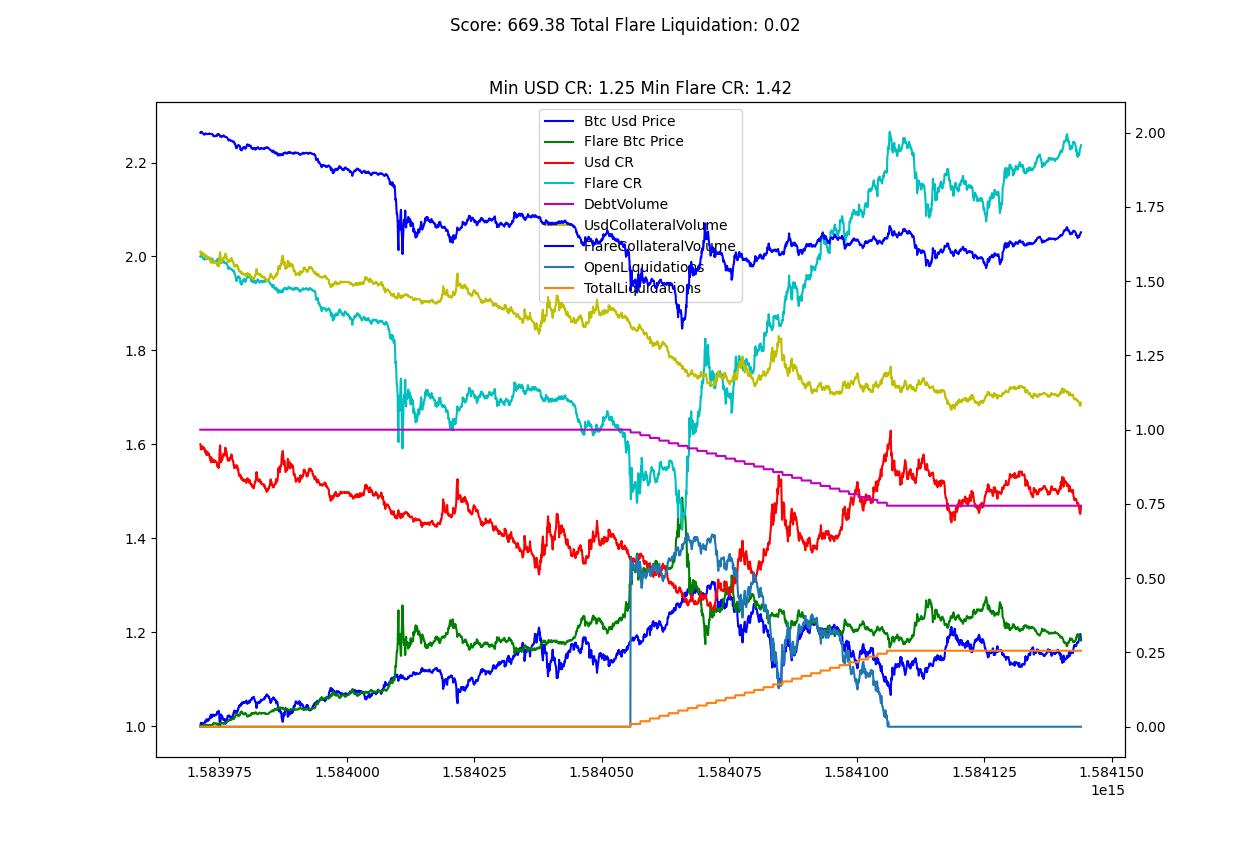 Score: 669.38 Total Flare Liquidation: 0.02
Min USD CR: 1.25 Min Flare CR: 1.42
Btc Usd Price
Flare Btc Price
Usd CR
Flare CR
DebtVolume
UsdCollateralVolume
FlareCollateralVolume
OpenLiquidations
TotalLiquidations
2.2
2.0
1.8
1.6
1.4
1.2
1.0
2.00
1.75
1.50
1.25
1.00
0.75
0.50
0.25
0.00
1.583975 1.584000 1.584025 1.584050 1.584075 1.584100 1.584125 1.584150
1e15